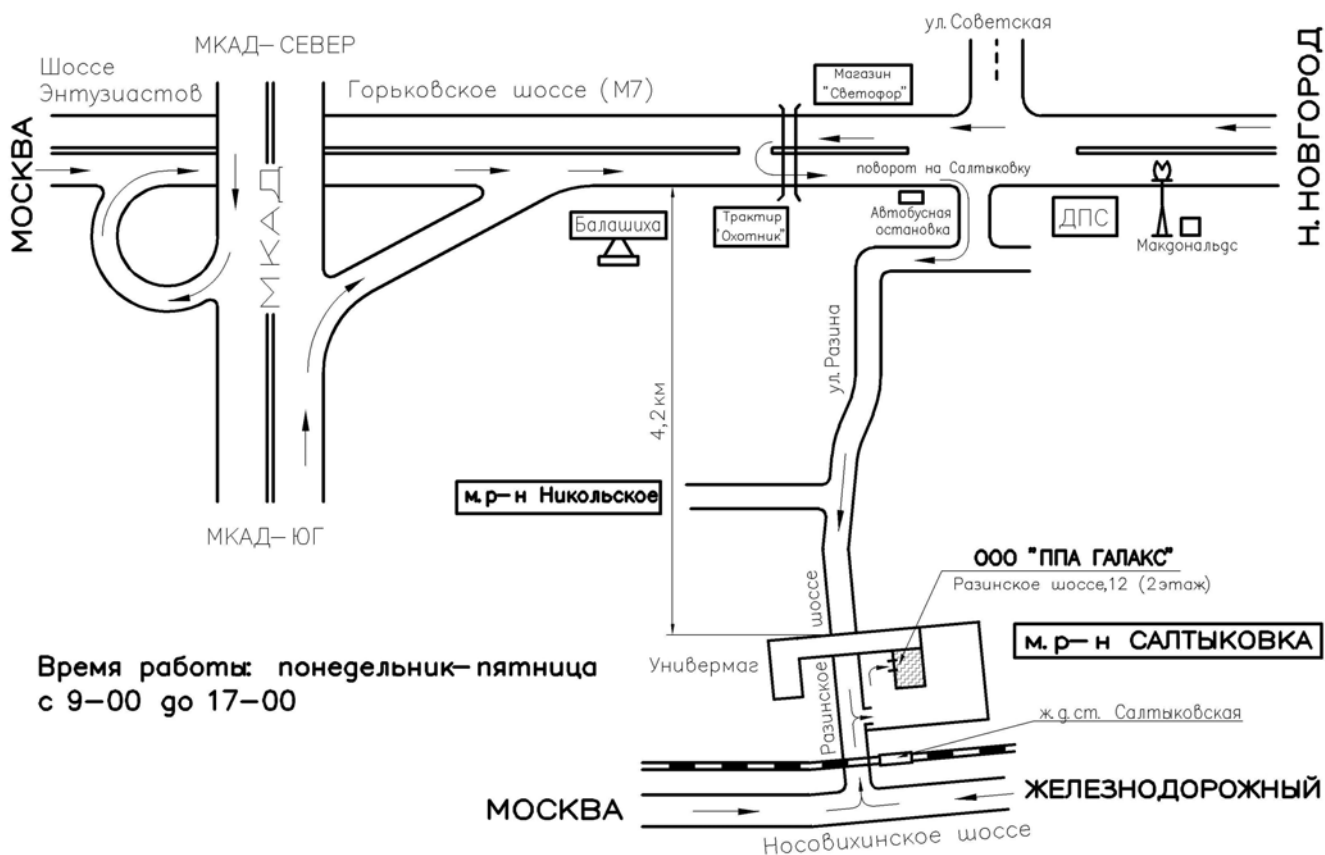 ул. Советская
МКАД-СЕВЕР
Шоссе
Энтузиастов
Горьковское шоссе (М7)
Магазин
"Светофор"
МОСКВА
Н. НОВГОРОД
МКАД
поворот на Салтыковку
Балашиха
Трактир
"Охотник"
Автобусная
остановка
ДПС
Макдональдс
ул. Разина
4,2км
м.р-н Никольское
МКАД-ЮГ
ООО "ППА ГАЛАКС"
Разинское шоссе,12 (2этаж)
м.р-н САЛТЫКОВКА
Универмаг
Разинское шоссе
Время работы: понедельник-пятница
с 9-00 до 17-00
ж.д.ст. Салтыковская
МОСКВА
ЖЕЛЕЗНОДОРОЖНЫЙ
Носовихинское шоссе